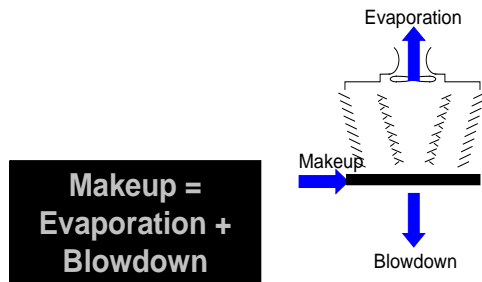 Evaporation
Makeup
Makeup =
Evaporation +
Blowdown
Blowdown